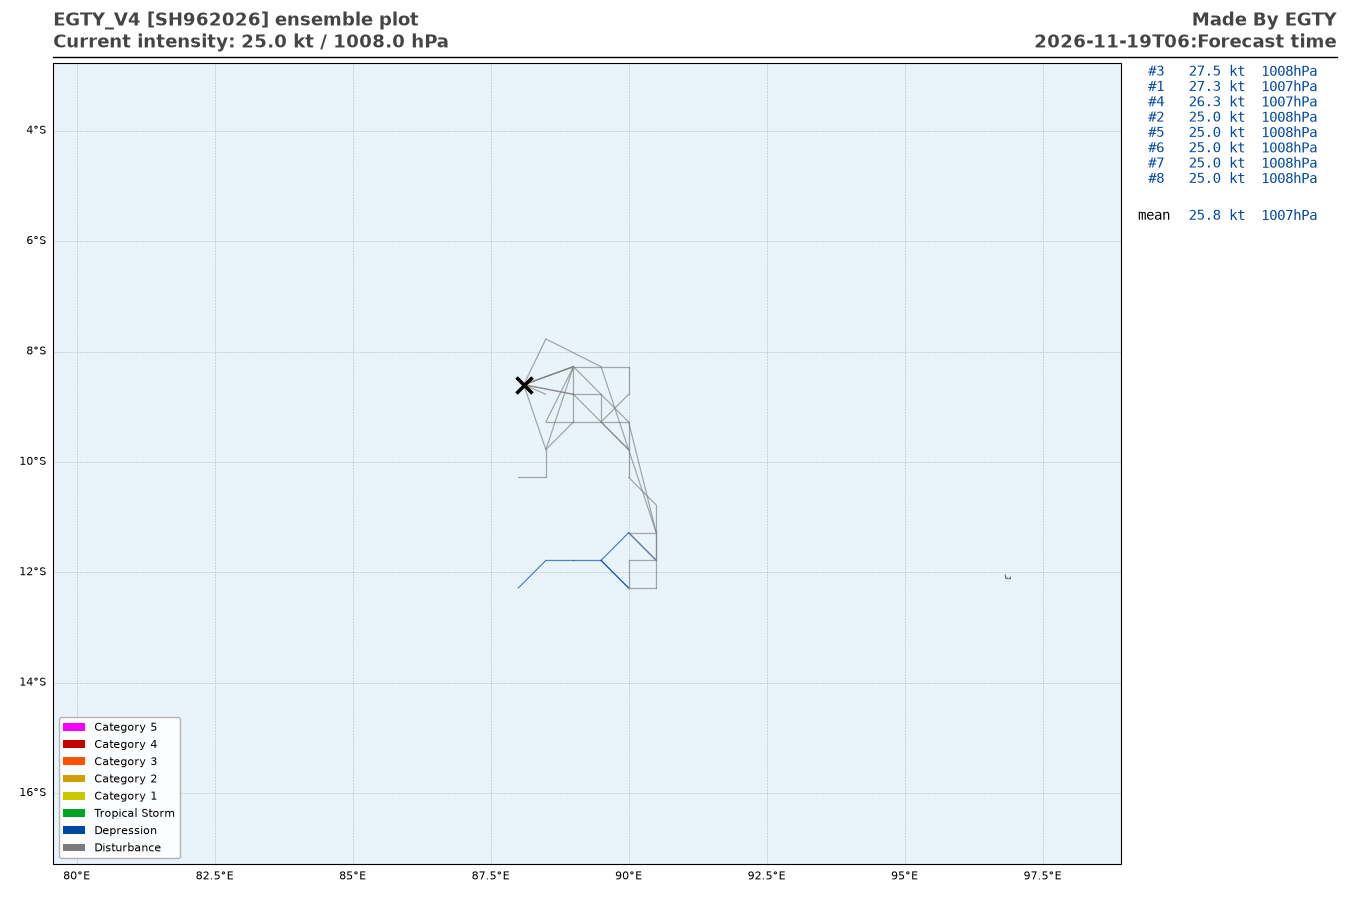 EGTY_V4 [SH962026] ensemble plot
Current intensity: 25.0 kt / 1008.0 hPa
Made By EGTY
2026-11-19T06:Forecast time
#3 27.5 kt 1008hPa
#1 27.3 kt 1007hPa
#4 26.3 kt 1007hPa
#2 25.0 kt 1008hPa
#5 25.0 kt 1008hPa
#6 25.0 kt 1008hPa
#7 25.0 kt 1008hPa
#8 25.0 kt 1008hPa
mean 25.8 kt 1007hPa
4°S
6°S
8°S
10°S
12°S
14°S
16°S
Category 5
Category 4
Category 3
Category 2
Category 1
Tropical Storm
Depression
Disturbance
80°E 82.5°E 85°E 87.5°E 90°E 92.5°E 95°E 97.5°E